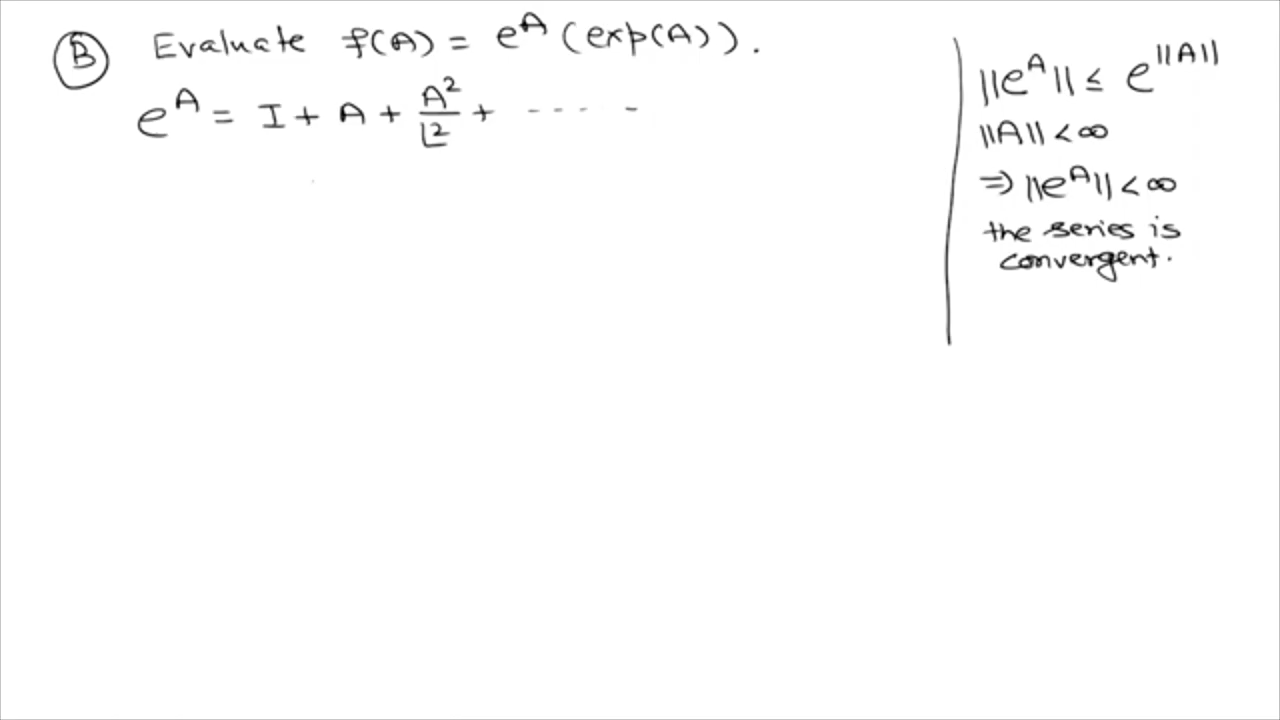 B Evaluate f(A) = e^A (exp(A)).
e^A = I + A + A^2/⌊2 + - - - - -
||e^A|| ≤ e^||A||
||A|| < ∞
⇒ ||e^A|| < ∞
the series is
convergent.